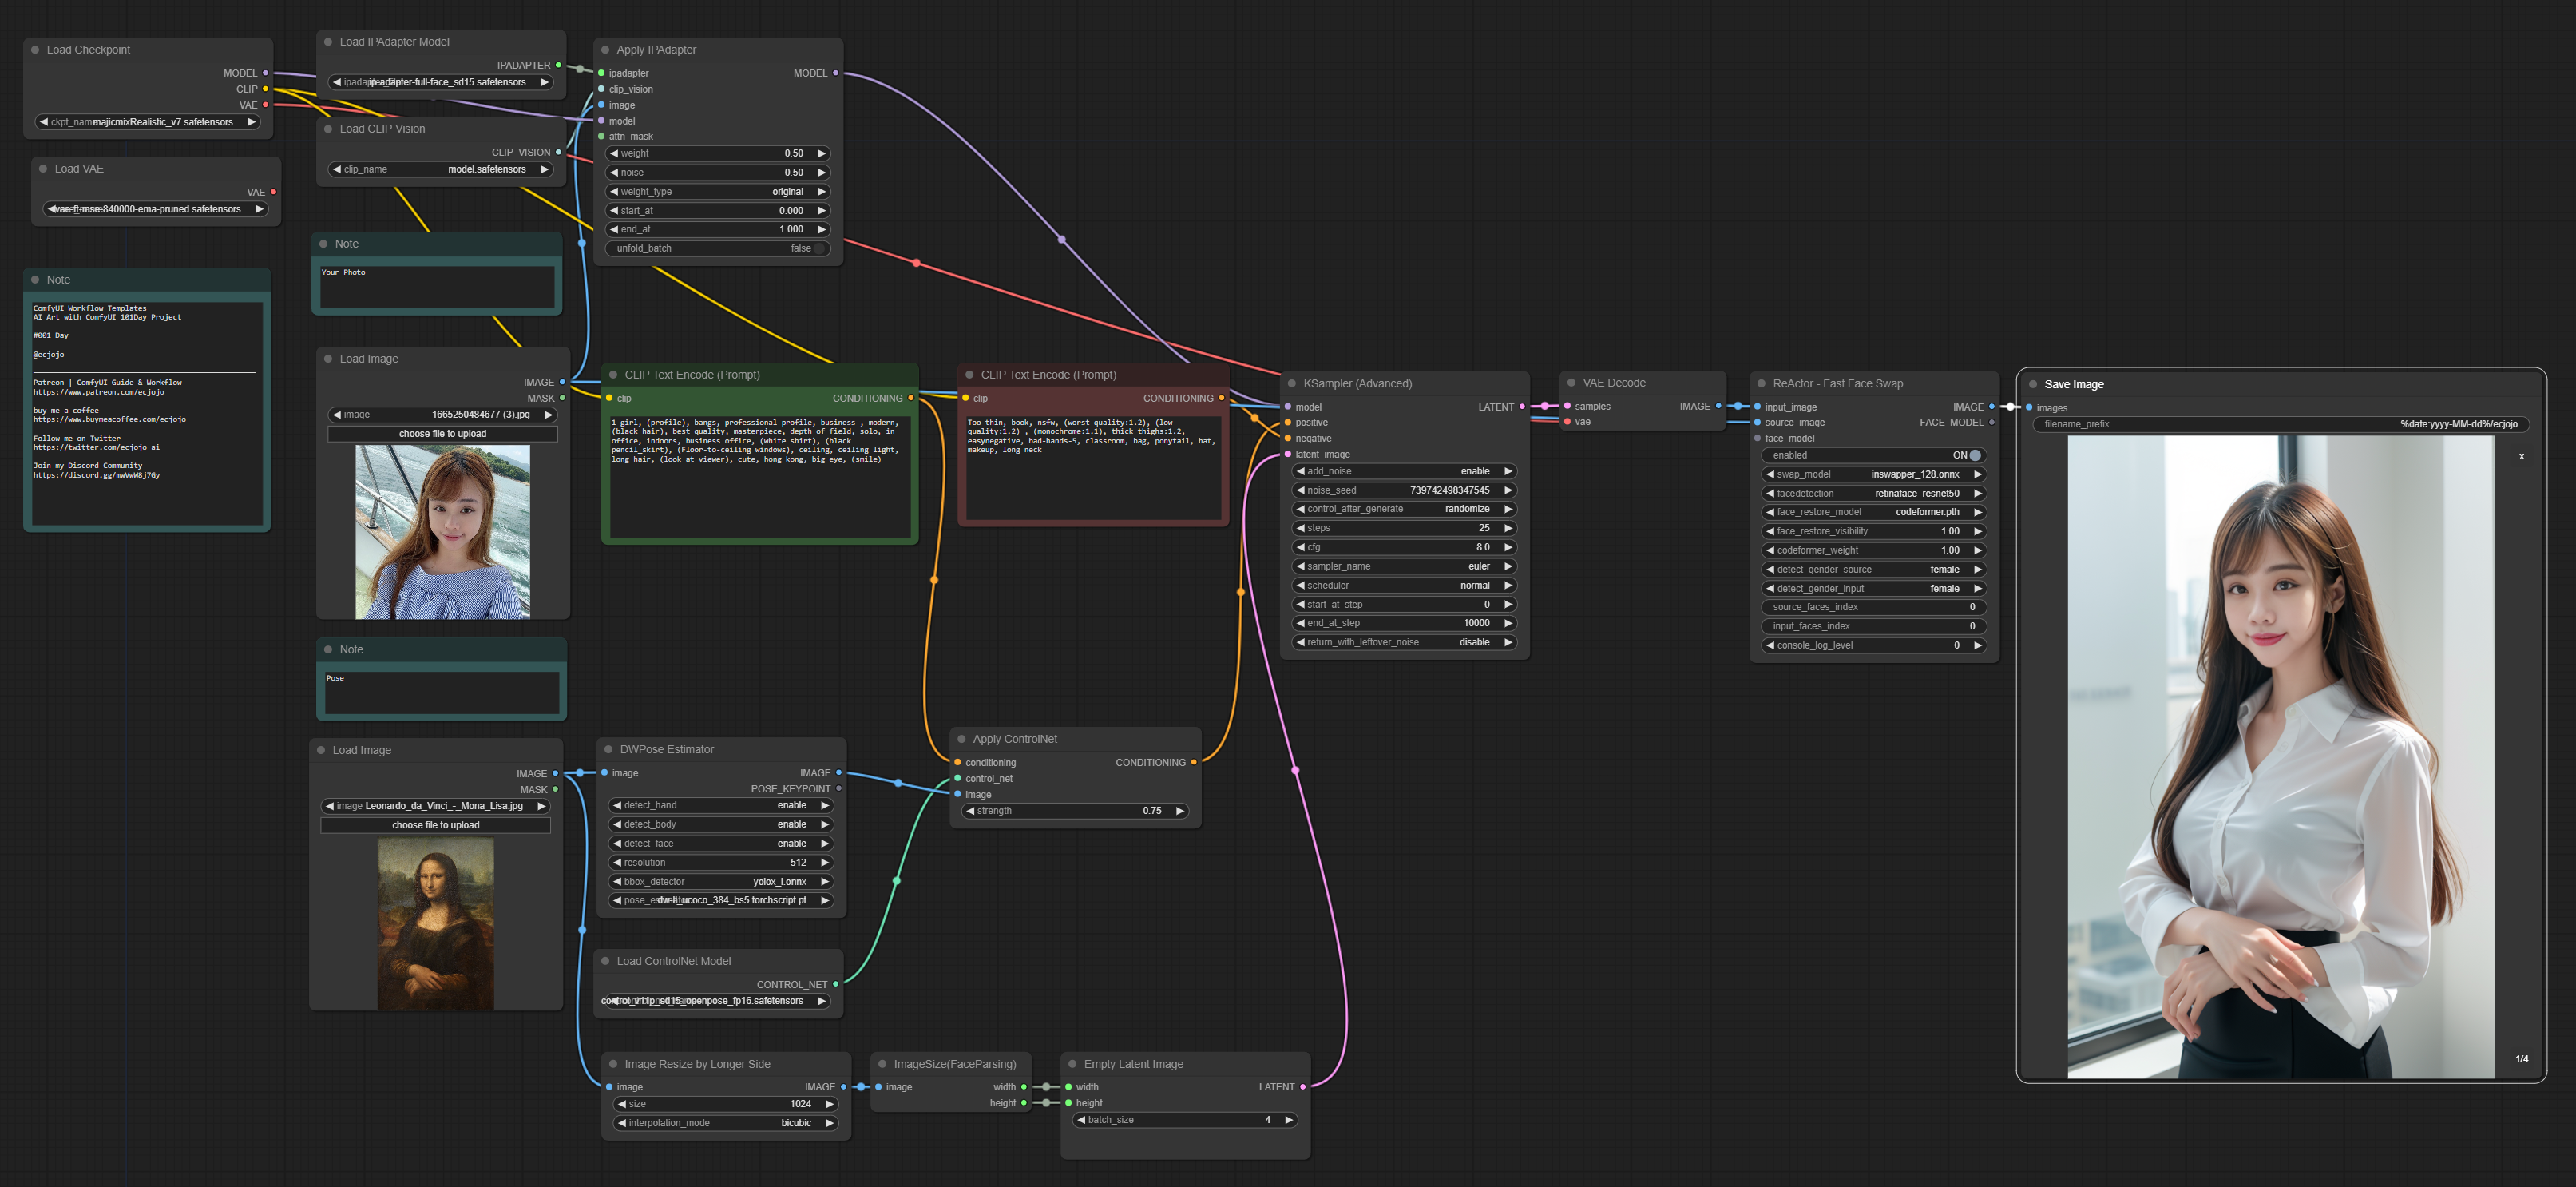 Load Checkpoint
MODEL
CLIP
VAE
ckpt_name majicmixRealistic_v7.safetensors
Load VAE
VAE
vae-ft-mse-840000-ema-pruned.safetensors
Note
ComfyUI Workflow Templates
AI Art with ComfyUI 101Day Project
#001_Day
@ecjojo
Patreon | ComfyUI Guide & Workflow
https://www.patreon.com/ecjojo
buy me a coffee
https://www.buymeacoffee.com/ecjojo
Follow me on Twitter
https://twitter.com/ecjojo_ai
Join my Discord Community
https://discord.gg/mwVwW8j7Gy
Load IPAdapter Model
IPADAPTER
ip-adapter-full-face_sd15.safetensors
Load CLIP Vision
CLIP_VISION
clip_name model.safetensors
Note
Your Photo
Load Image
IMAGE
MASK
image 1665250484677 (3).jpg
choose file to upload
Note
Pose
Load Image
IMAGE
MASK
image Leonardo_da_Vinci_-_Mona_Lisa.jpg
choose file to upload
Apply IPAdapter
ipadapter MODEL
clip_vision
image
model
attn_mask
weight 0.50
noise 0.50
weight_type original
start_at 0.000
end_at 1.000
unfold_batch false
CLIP Text Encode (Prompt)
clip CONDITIONING
1 girl, (profile), bangs, professional profile, business , modern,
(black hair), best quality, masterpiece, depth_of_field, solo, in
office, indoors, business office, (white shirt), (black
pencil_skirt), (Floor-to-ceiling windows), ceiling, ceiling light,
long hair, (look at viewer), cute, hong kong, big eye, (smile)
CLIP Text Encode (Prompt)
clip CONDITIONING
Too thin, book, nsfw, (worst quality:1.2), (low
quality:1.2) , (monochrome:1.1), thick_thighs:1.2,
easynegative, bad-hands-5, classroom, bag, ponytail, hat,
makeup, long neck
DWPose Estimator
image IMAGE
POSE_KEYPOINT
detect_hand enable
detect_body enable
detect_face enable
resolution 512
bbox_detector yolox_l.onnx
dw-ll_ucoco_384_bs5.torchscript.pt
Load ControlNet Model
CONTROL_NET
control_v11p_sd15_openpose_fp16.safetensors
Apply ControlNet
conditioning CONDITIONING
control_net
image
strength 0.75
Image Resize by Longer Side
image IMAGE
size 1024
interpolation_mode bicubic
ImageSize(FaceParsing)
image width
height
Empty Latent Image
width LATENT
height
batch_size 4
KSampler (Advanced)
model LATENT
positive
negative
latent_image
add_noise enable
noise_seed 739742498347545
control_after_generate randomize
steps 25
cfg 8.0
sampler_name euler
scheduler normal
start_at_step 0
end_at_step 10000
return_with_leftover_noise disable
VAE Decode
samples IMAGE
vae
ReActor - Fast Face Swap
input_image IMAGE
source_image FACE_MODEL
face_model
enabled ON
swap_model inswapper_128.onnx
facedetection retinaface_resnet50
face_restore_model codeformer.pth
face_restore_visibility 1.00
codeformer_weight 1.00
detect_gender_source female
detect_gender_input female
source_faces_index 0
input_faces_index 0
console_log_level 0
Save Image
images
filename_prefix %date:yyyy-MM-dd%/ecjojo
x
1/4